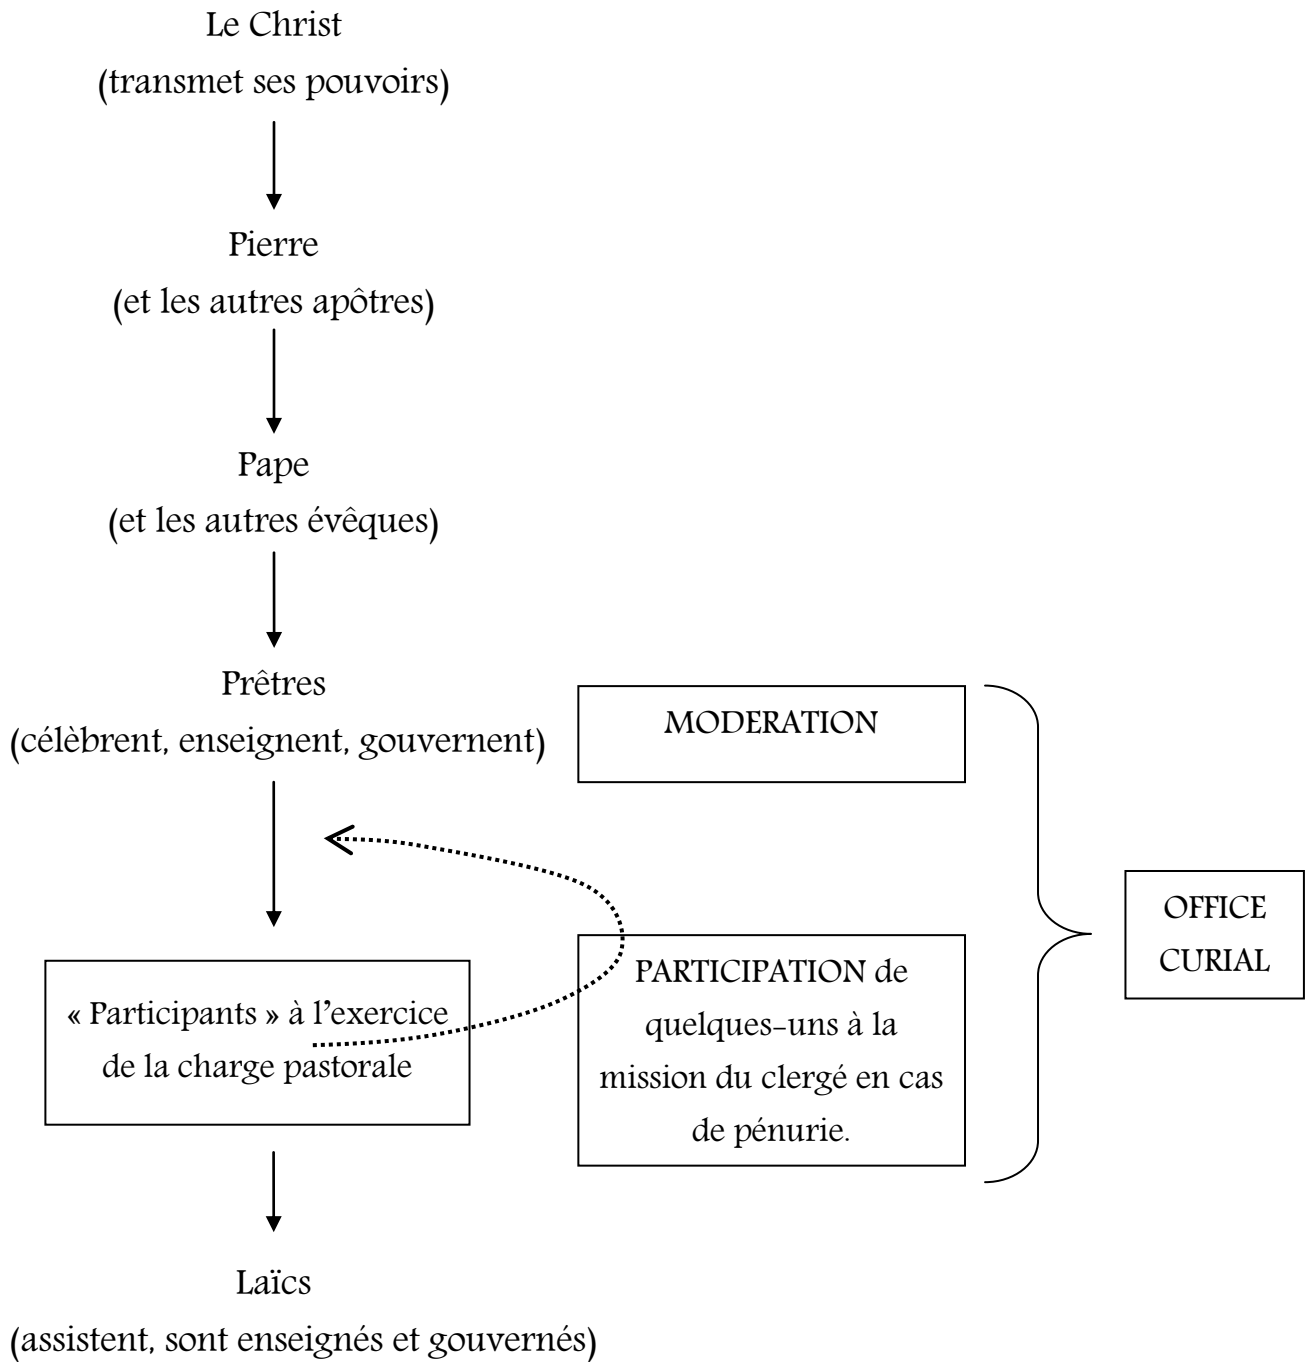 Le Christ
(transmet ses pouvoirs)
Pierre
(et les autres apôtres)
Pape
(et les autres évêques)
Prêtres
(célèbrent, enseignent, gouvernent)
MODERATION
« Participants » à l'exercice
de la charge pastorale
PARTICIPATION de
quelques-uns à la
mission du clergé en cas
de pénurie.
OFFICE
CURIAL
Laïcs
(assistent, sont enseignés et gouvernés)